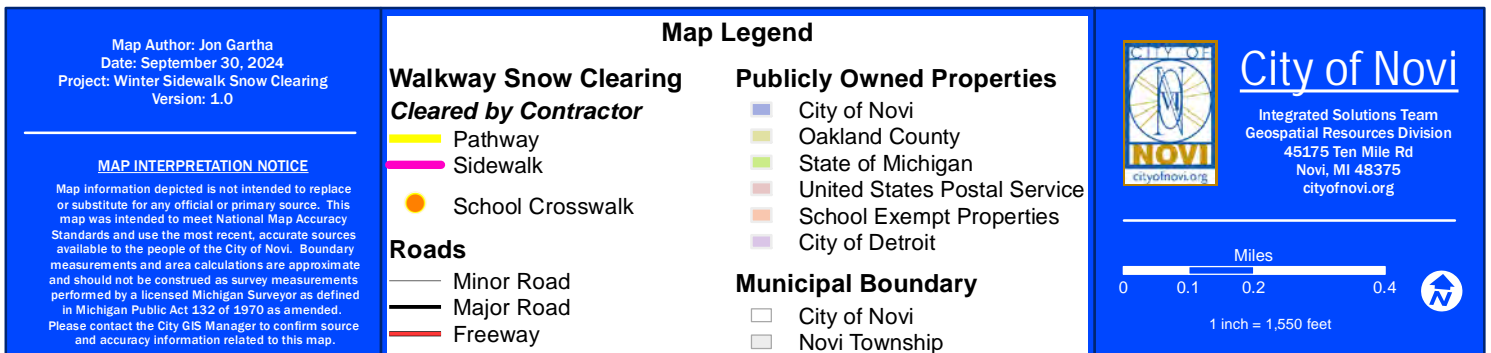 Map Author: Jon Gartha
Date: September 30, 2024
Project: Winter Sidewalk Snow Clearing
Version: 1.0
MAP INTERPRETATION NOTICE
Map information depicted is not intended to replace
or substitute for any official or primary source. This
map was intended to meet National Map Accuracy
Standards and use the most recent, accurate sources
available to the people of the City of Novi. Boundary
measurements and area calculations are approximate
and should not be construed as survey measurements
performed by a licensed Michigan Surveyor as defined
in Michigan Public Act 132 of 1970 as amended.
Please contact the City GIS Manager to confirm source
and accuracy information related to this map.
Map Legend
Walkway Snow Clearing
Cleared by Contractor
Pathway
Sidewalk
School Crosswalk
Roads
Minor Road
Major Road
Freeway
Publicly Owned Properties
City of Novi
Oakland County
State of Michigan
United States Postal Service
School Exempt Properties
City of Detroit
Municipal Boundary
City of Novi
Novi Township
CITY OF
NOVI
cityofnovi.org
City of Novi
Integrated Solutions Team
Geospatial Resources Division
45175 Ten Mile Rd
Novi, MI 48375
cityofnovi.org
Miles
0 0.1 0.2 0.4
N
1 inch = 1,550 feet